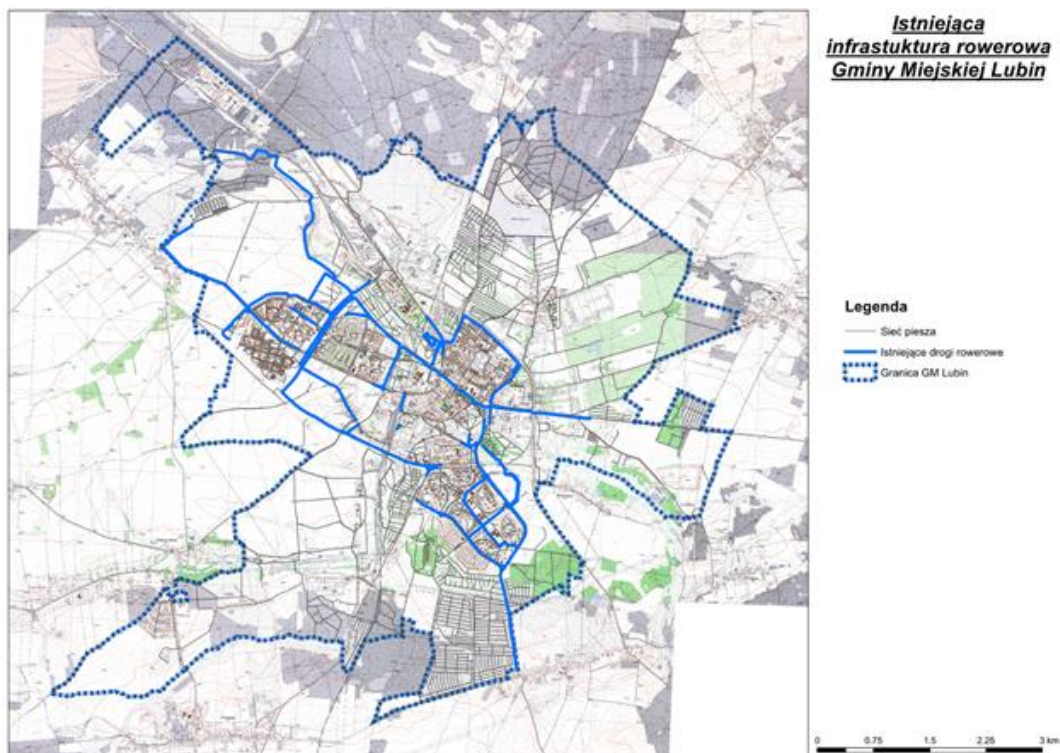 Istniejąca
infrastuktura rowerowa
Gminy Miejskiej Lubin
Legenda
Sieć piesza
Istniejące drogi rowerowe
Granica GM Lubin
0 0.75 1.5 2.25 3 km